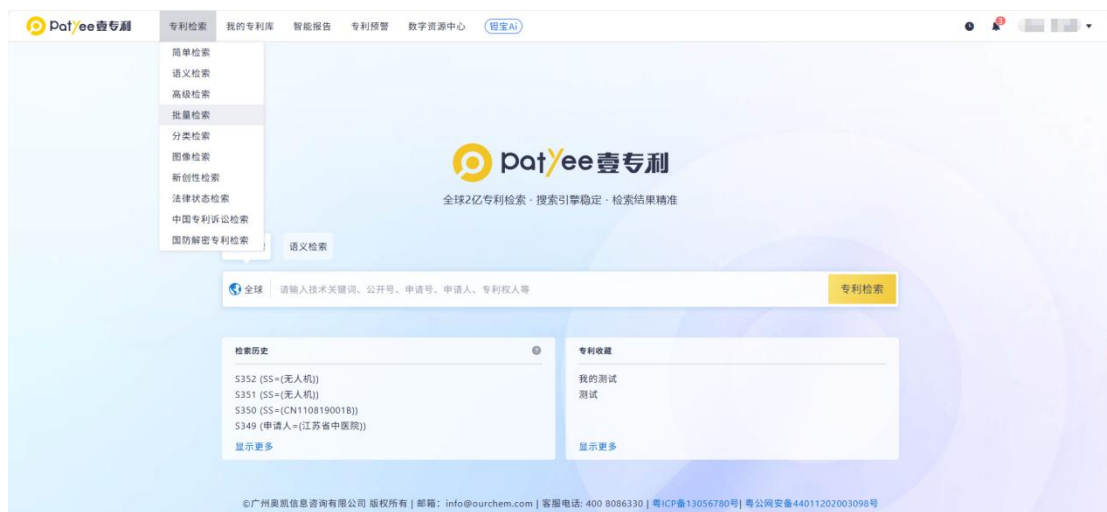 Patyee壹专利 专利检索 我的专利库 智能报告 专利预警 数字资源中心 钽宝Ai 3
简单检索
语义检索
高级检索
批量检索
分类检索
图像检索
新创性检索
法律状态检索
中国专利诉讼检索
国防解密专利检索
Patyee壹专利
全球2亿专利检索 · 搜索引擎稳定 · 检索结果精准
语义检索
全球 请输入技术关键词、公开号、申请号、申请人、专利权人等 专利检索
检索历史
S352 (SS=(无人机))
S351 (SS=(无人机))
S350 (SS=(CN110819001B))
S349 (申请人=(江苏省中医院))
显示更多
专利收藏
我的测试
测试
显示更多
©广州奥凯信息咨询有限公司 版权所有 | 邮箱：info@ourchem.com | 客服电话: 400 8086330 | 粤ICP备13056780号| 粤公网安备44011202003098号